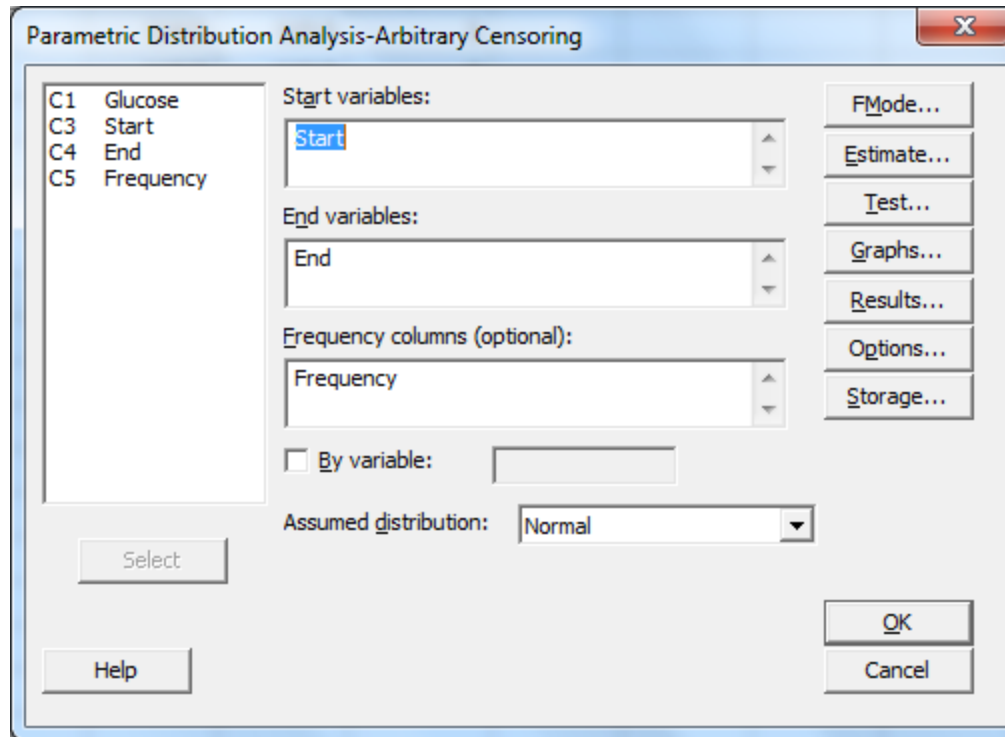 Parametric Distribution Analysis-Arbitrary Censoring
C1 Glucose
C3 Start
C4 End
C5 Frequency
Start variables:
Start
End variables:
End
Frequency columns (optional):
Frequency
By variable:
Assumed distribution:
Normal
Select
Help
FMode...
Estimate...
Test...
Graphs...
Results...
Options...
Storage...
OK
Cancel